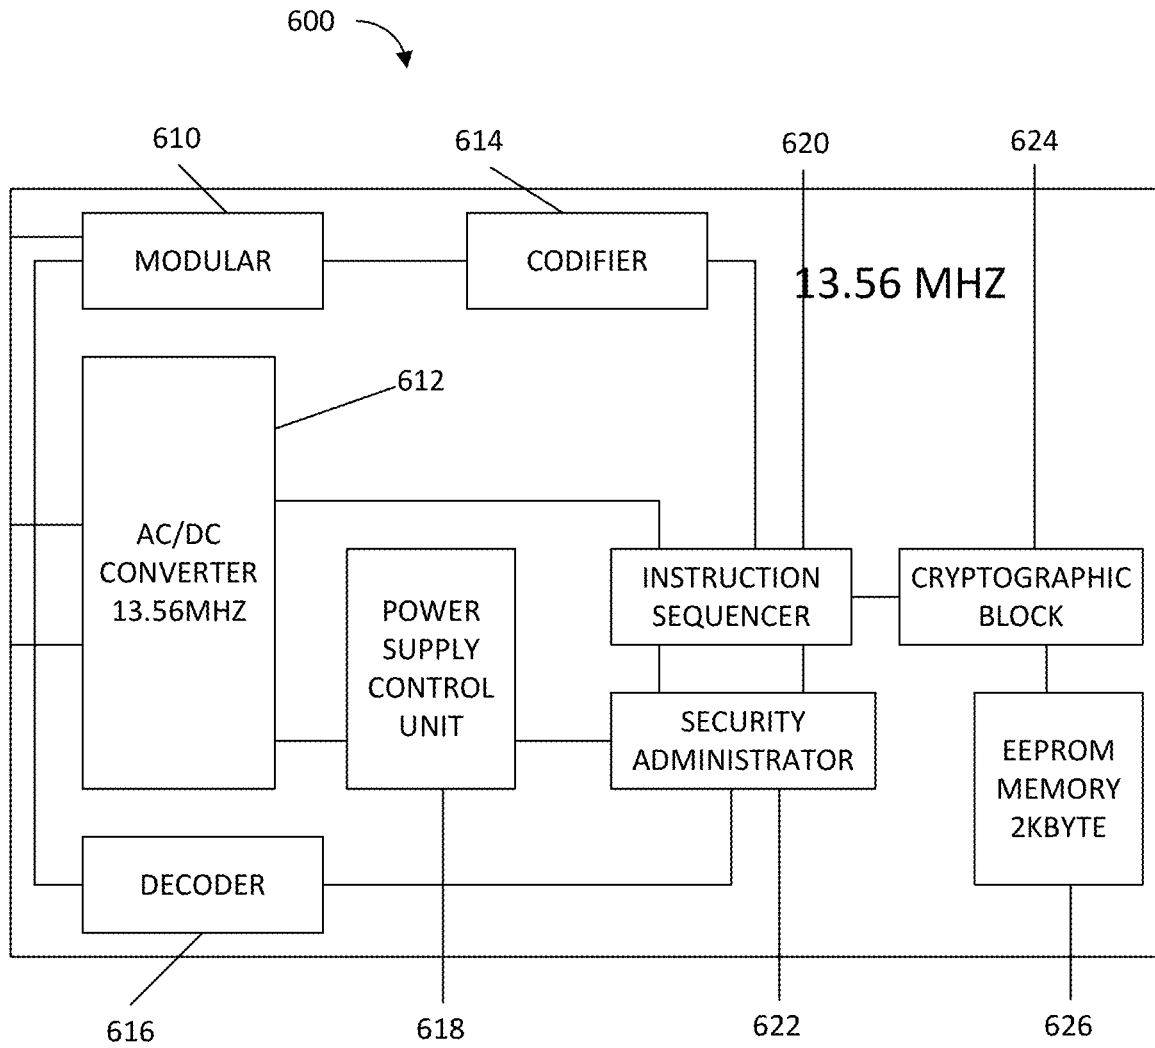 600
610
614
620
624
MODULAR
CODIFIER
13.56 MHZ
612
AC/DC
CONVERTER
13.56MHZ
POWER
SUPPLY
CONTROL
UNIT
INSTRUCTION
SEQUENCER
CRYPTOGRAPHIC
BLOCK
SECURITY
ADMINISTRATOR
EEPROM
MEMORY
2KBYTE
DECODER
616
618
622
626